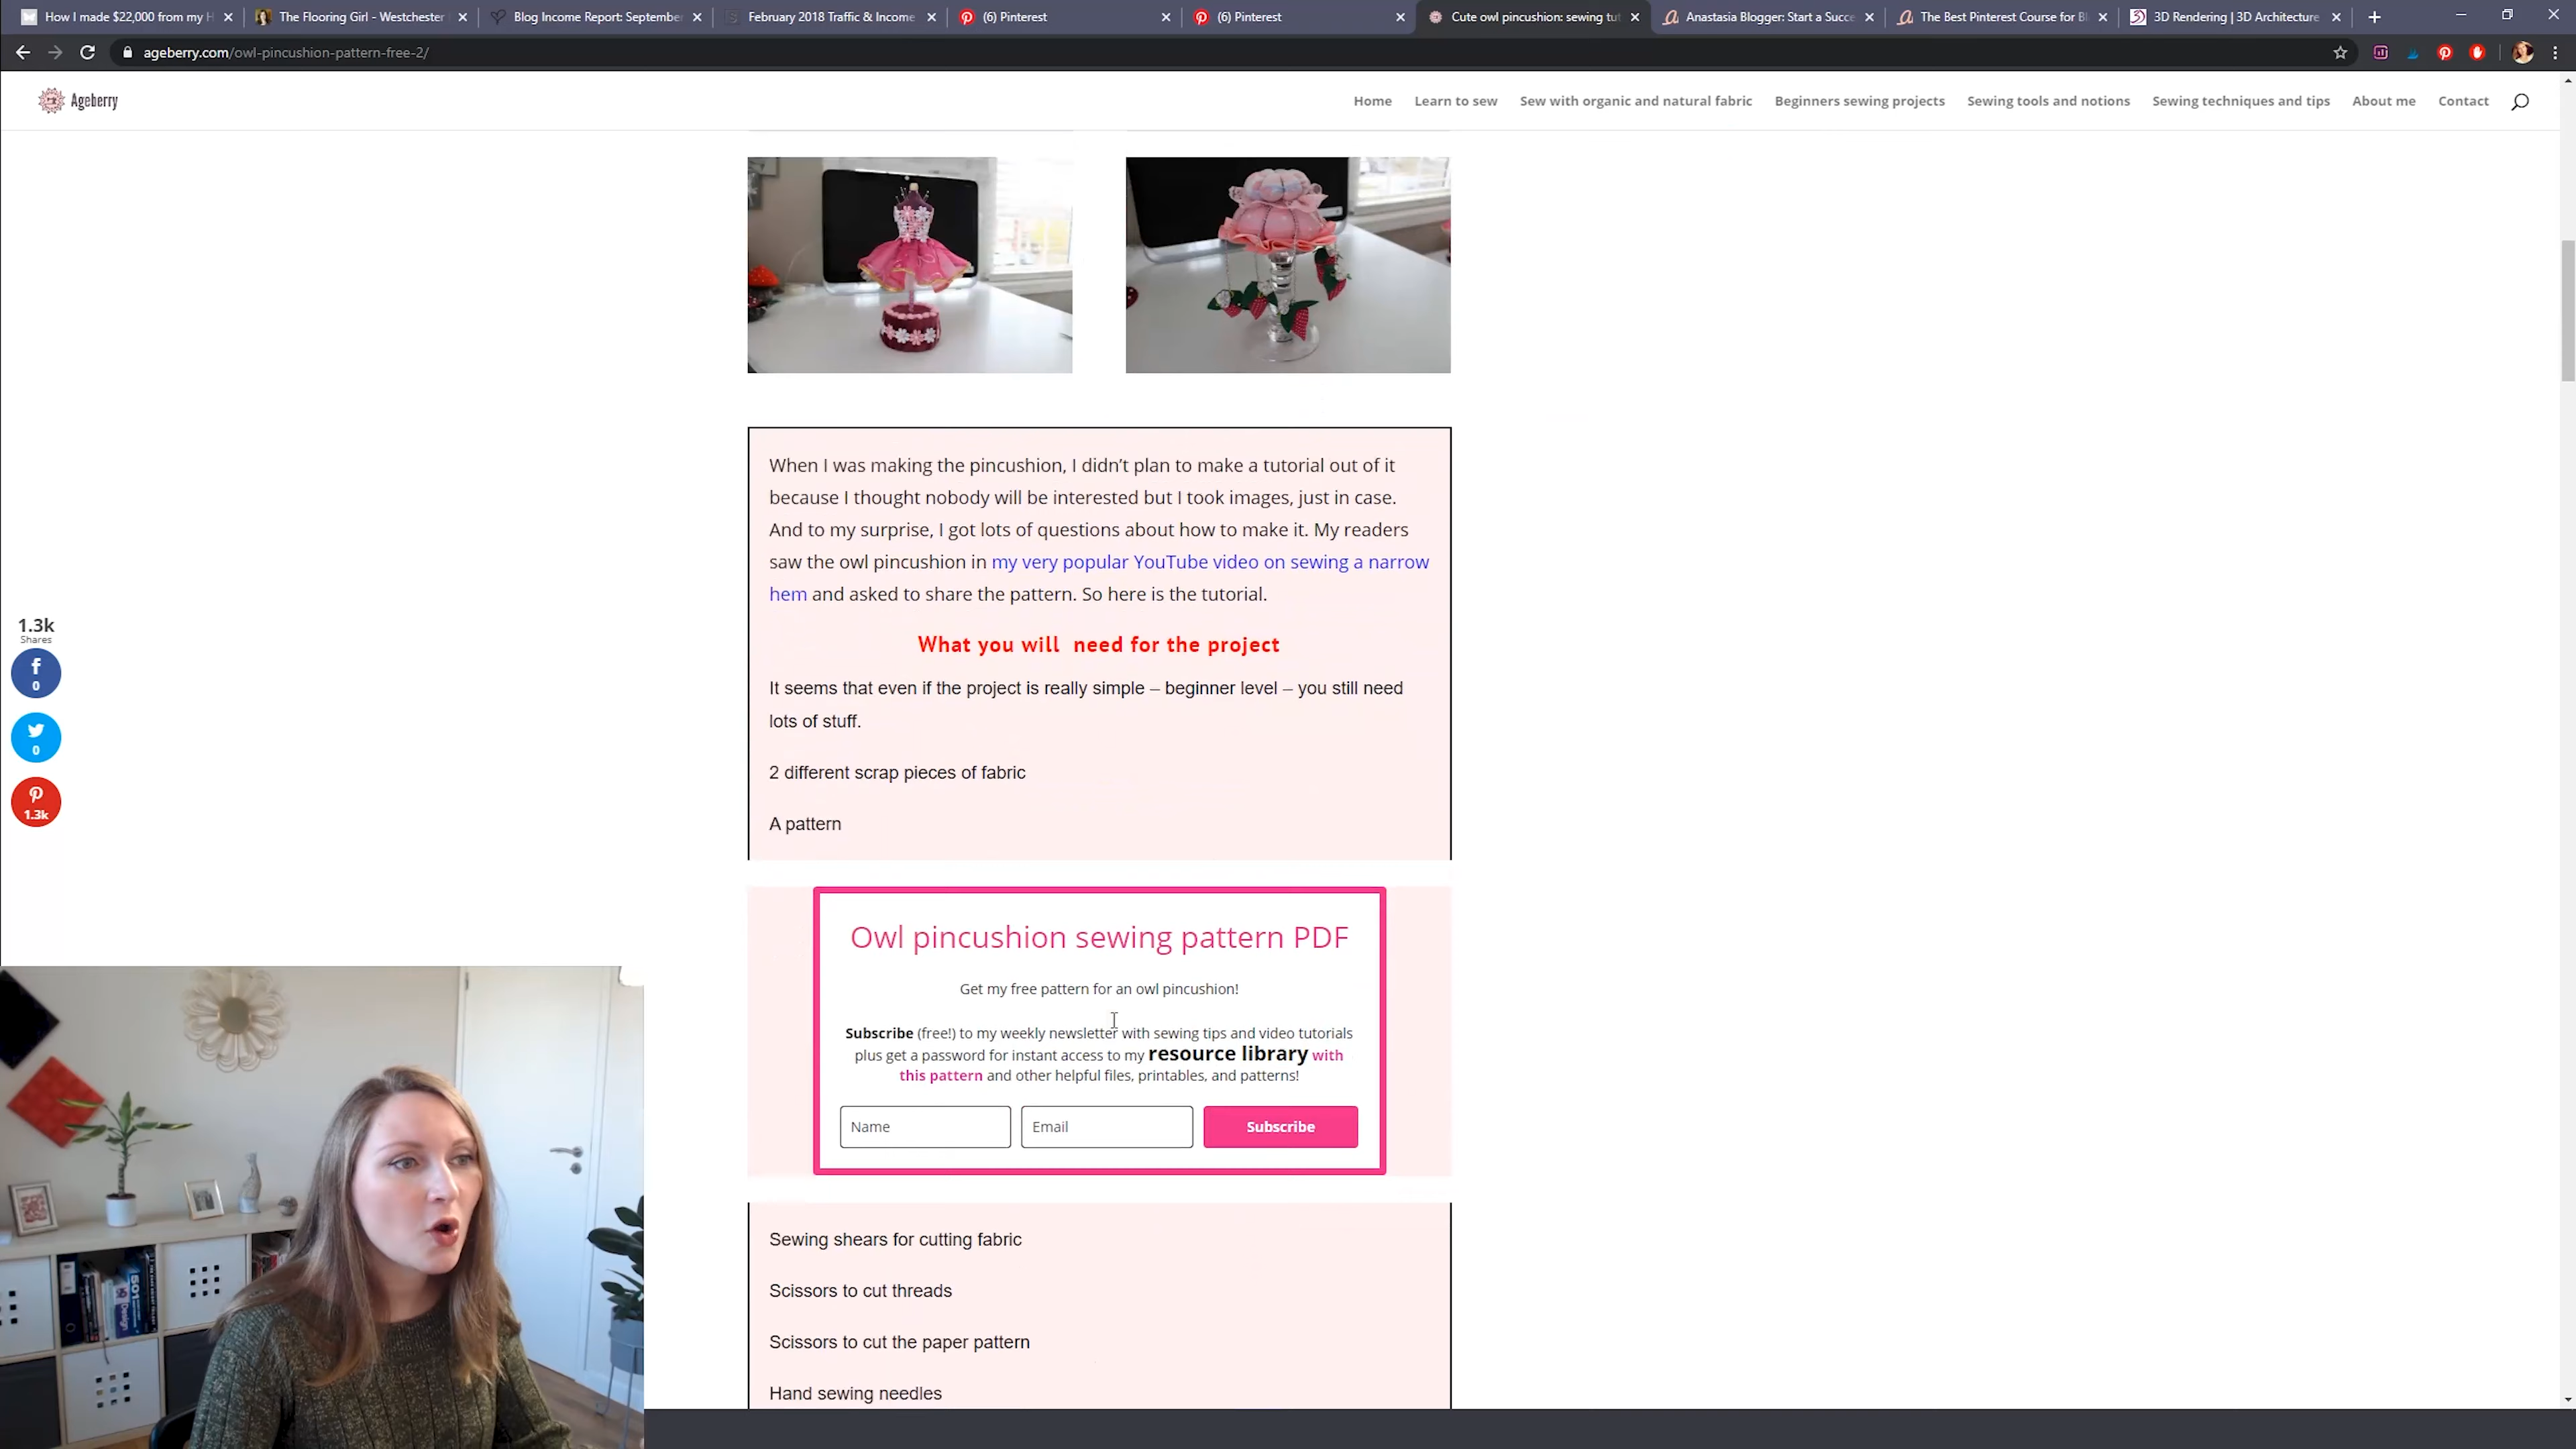 How I made $22,000 from my H
The Flooring Girl - Westchester
Blog Income Report: September
February 2018 Traffic & Income
(6) Pinterest
(6) Pinterest
Cute owl pincushion: sewing tut
Anastasia Blogger: Start a Succe
The Best Pinterest Course for Bl
3D Rendering | 3D Architecture
ageberry.com/owl-pincushion-pattern-free-2/
Ageberry
Home
Learn to sew
Sew with organic and natural fabric
Beginners sewing projects
Sewing tools and notions
Sewing techniques and tips
About me
Contact
When I was making the pincushion, I didn't plan to make a tutorial out of it
because I thought nobody will be interested but I took images, just in case.
And to my surprise, I got lots of questions about how to make it. My readers
saw the owl pincushion in my very popular YouTube video on sewing a narrow
hem and asked to share the pattern. So here is the tutorial.
1.3k
Shares
0
0
1.3k
What you will need for the project
It seems that even if the project is really simple – beginner level – you still need
lots of stuff.
2 different scrap pieces of fabric
A pattern
Owl pincushion sewing pattern PDF
Get my free pattern for an owl pincushion!
Subscribe (free!) to my weekly newsletter with sewing tips and video tutorials
plus get a password for instant access to my resource library with
this pattern and other helpful files, printables, and patterns!
Name
Email
Subscribe
Sewing shears for cutting fabric
Scissors to cut threads
Scissors to cut the paper pattern
Hand sewing needles